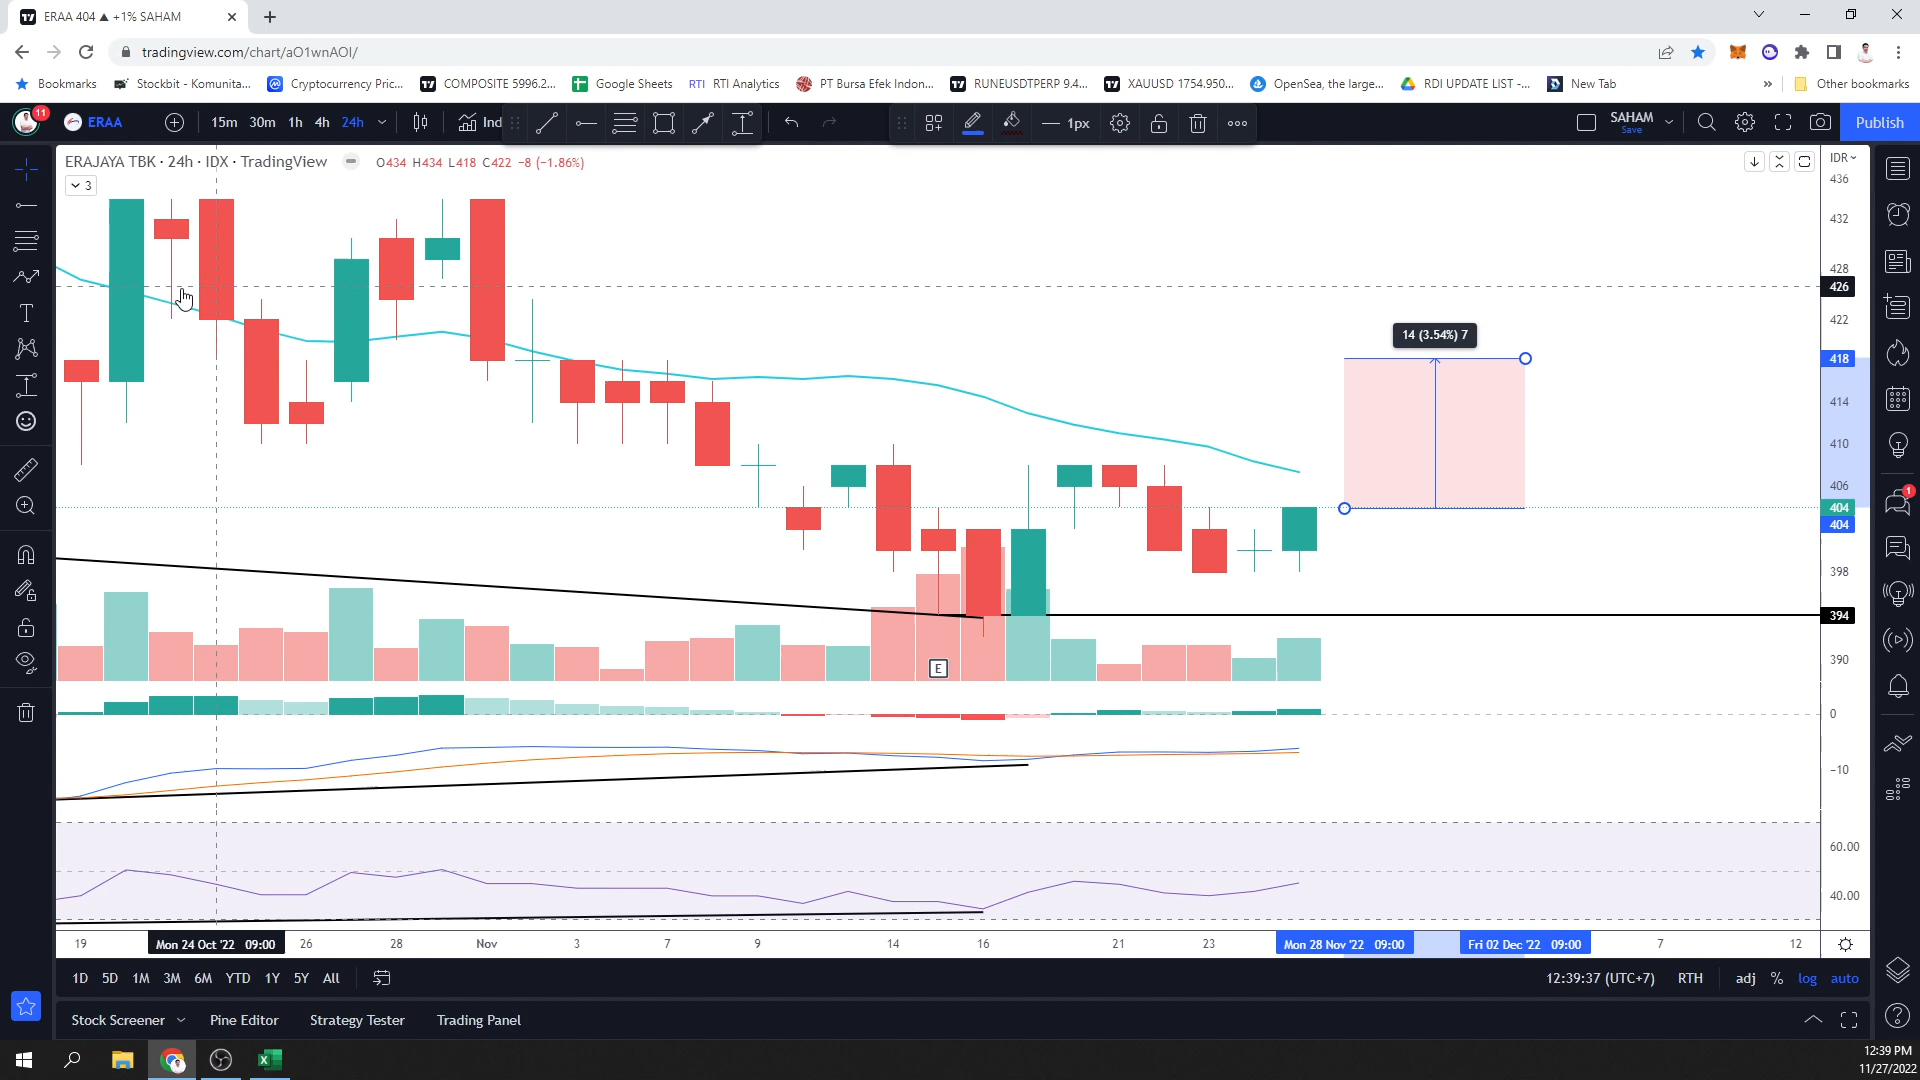 ERAA 404 ▲ +1% SAHAM
tradingview.com/chart/aO1wnAOI/
Bookmarks Stockbit - Komunita... Cryptocurrency Pric... COMPOSITE 5996.2... Google Sheets RTI RTI Analytics PT Bursa Efek Indon... RUNEUSDTPERP 9.4... XAUUSD 1754.950... OpenSea, the large... RDI UPDATE LIST -... New Tab » Other bookmarks
11 ERAA 15m 30m 1h 4h 24h Ind 1px SAHAM Save Publish
ERAJAYA TBK · 24h · IDX · TradingView O434 H434 L418 C422 -8 (-1.86%)
3
IDR
436
432
428
426
422
14 (3.54%) 7
418
414
410
406
404
404
398
394
390
E
0
-10
60.00
40.00
19 Mon 24 Oct '22 09:00 26 28 Nov 3 7 9 14 16 21 23 Mon 28 Nov '22 09:00 Fri 02 Dec '22 09:00 7 12
1D 5D 1M 3M 6M YTD 1Y 5Y All 12:39:37 (UTC+7) RTH adj % log auto
Stock Screener Pine Editor Strategy Tester Trading Panel
1
12:39 PM
11/27/2022